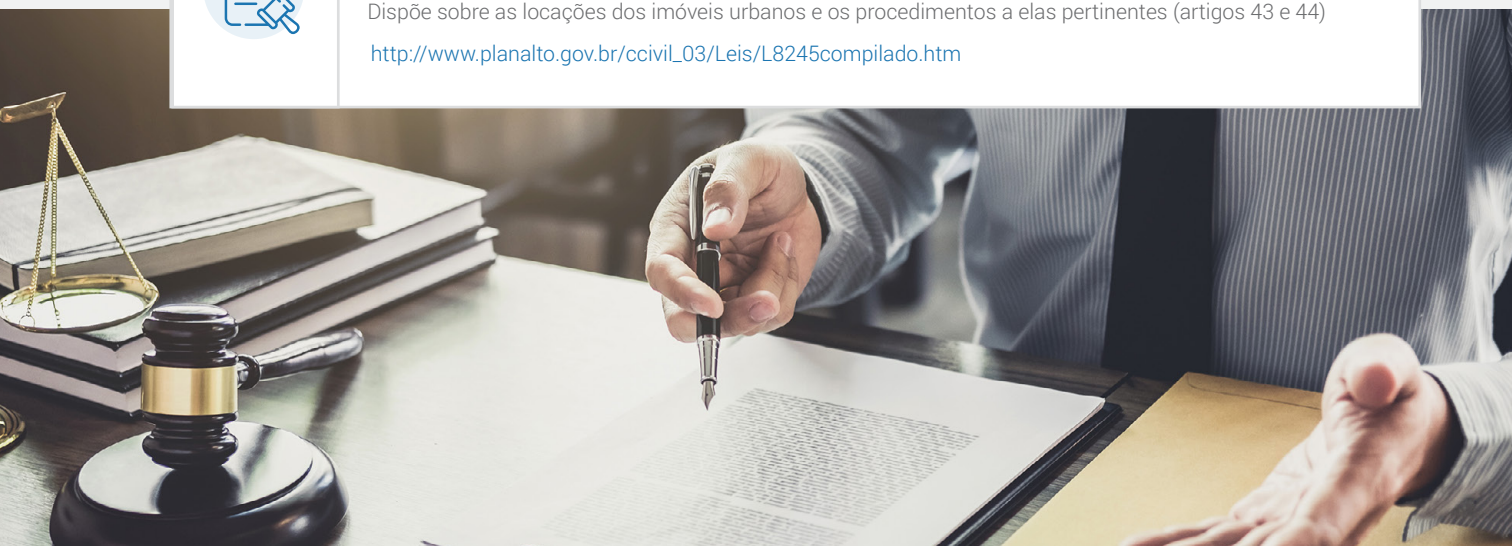 Dispõe sobre as locações dos imóveis urbanos e os procedimentos a elas pertinentes (artigos 43 e 44)
http://www.planalto.gov.br/ccivil_03/Leis/L8245compilado.htm